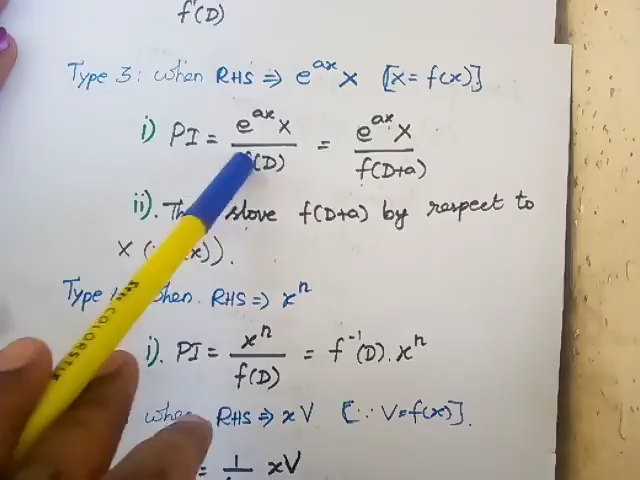 f'(D)
Type 3: when RHS ⇒ e^{ax} X [X = f(x)]
i) PI = e^{ax} X / f(D) = e^{ax} X / f(D+a)
ii). slove f(D+a) by respect to
X x)).
when. RHS ⇒ x^n
i). PI = x^n / f(D) = f^{-1}(D). x^n
when RHS ⇒ xV [∵ V=f(x)].
= 1 xV
COLORSTIX